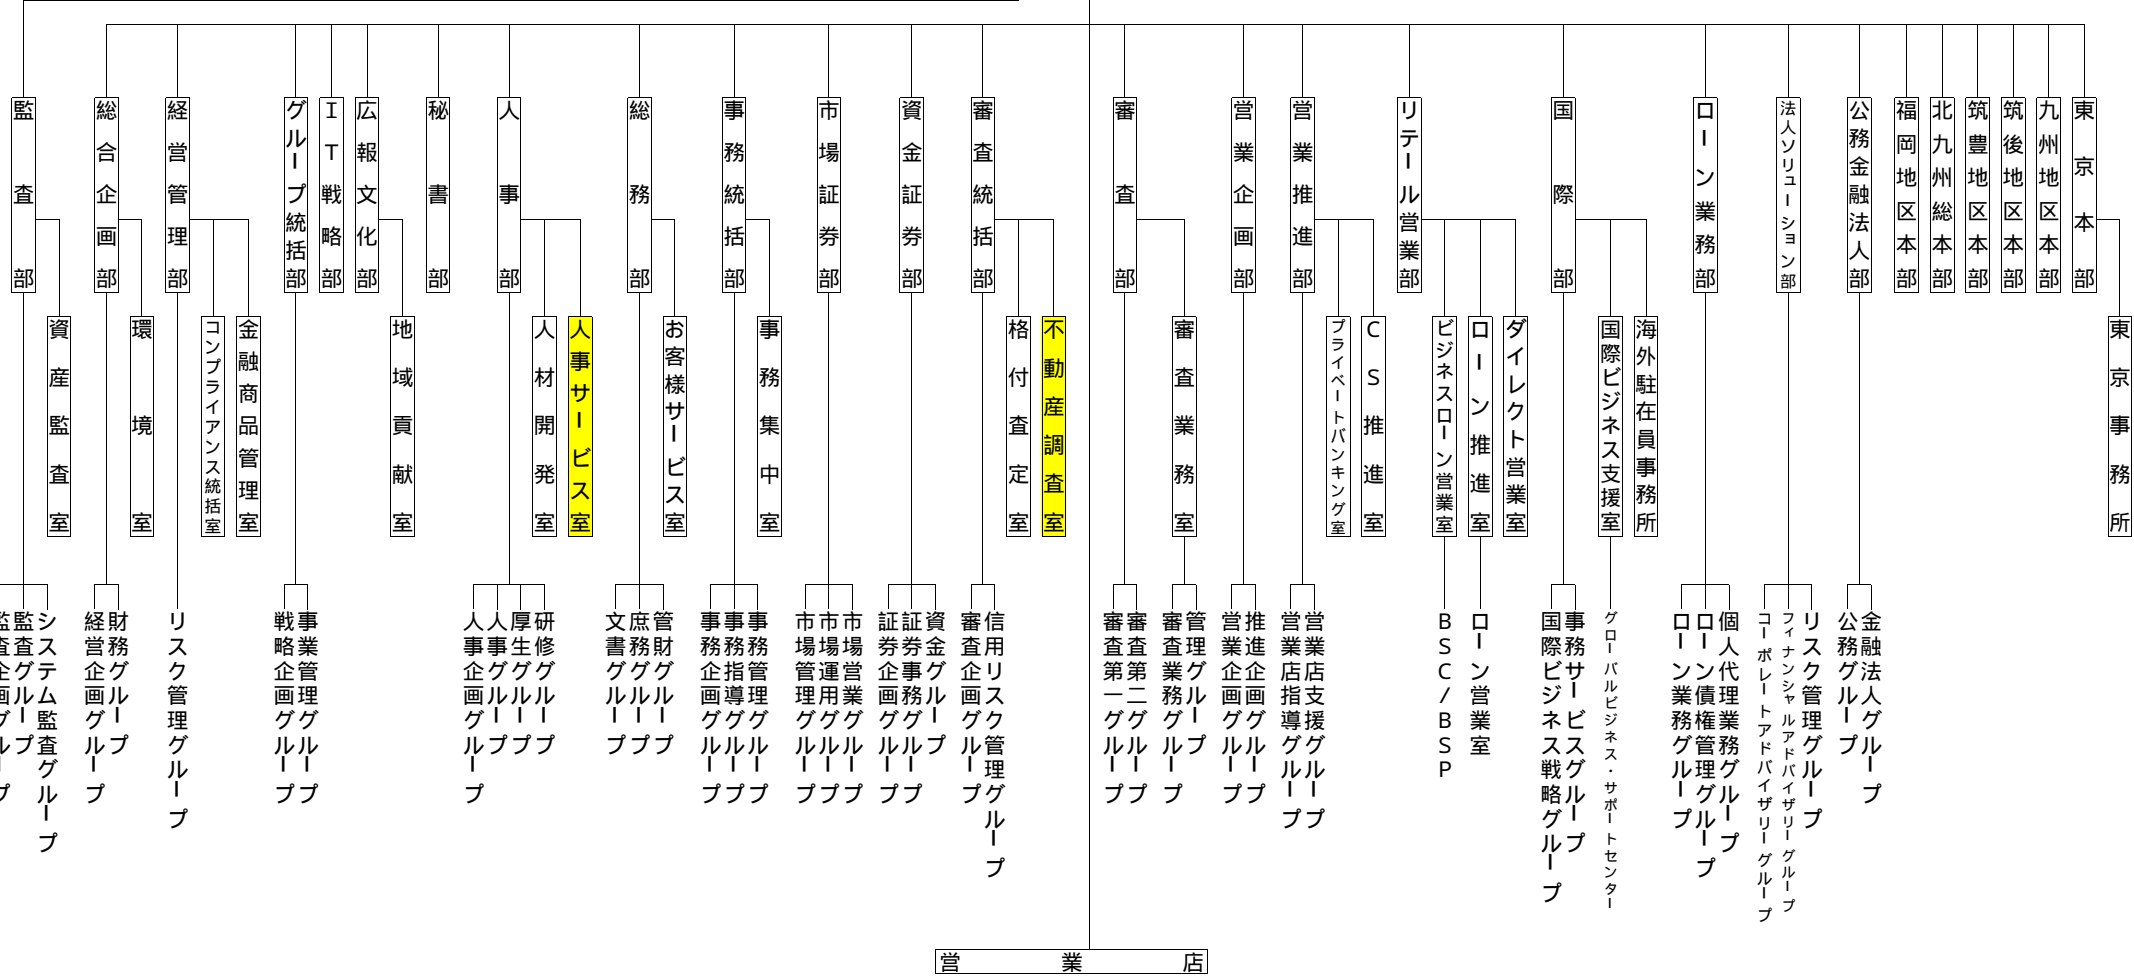 監査部
総合企画部
経営管理部
グループ統括部
IT戦略部
広報文化部
秘書部
人事部
総務部
事務統括部
市場証券部
資金証券部
審査統括部
審査部
営業企画部
営業推進部
リテール営業部
国際部
ローン業務部
法人ソリューション部
公務金融法人部
福岡地区本部
北九州総本部
筑豊地区本部
筑後地区本部
九州地区本部
東京本部
資産監査室
環境室
コンプライアンス統括室
金融商品管理室
地域貢献室
人材開発室
人事サービス室
お客様サービス室
事務集中室
格付査定室
不動産調査室
審査業務室
プライベートバンキング室
CS推進室
ビジネスローン営業室
ローン推進室
ダイレクト営業室
国際ビジネス支援室
海外駐在員事務所
東京事務所
監査企画グループ
監査グループ
システム監査グループ
経営企画グループ
財務グループ
リスク管理グループ
戦略企画グループ
事業管理グループ
人事企画グループ
人事グループ
厚生グループ
研修グループ
文書グループ
庶務グループ
管財グループ
事務企画グループ
事務指導グループ
事務管理グループ
市場管理グループ
市場運用グループ
市場営業グループ
証券企画グループ
証券事務グループ
資金グループ
審査企画グループ
信用リスク管理グループ
審査第一グループ
審査第二グループ
審査業務グループ
管理グループ
営業企画グループ
推進企画グループ
営業店指導グループ
営業店支援グループ
BSC/BSP
ローン営業室
国際ビジネス戦略グループ
事務サービスグループ
グローバルビジネス・サポートセンター
ローン業務グループ
ローン債権管理グループ
個人代理業務グループ
コーポレートアドバイザリーグループ
フィナンシャルアドバイザリーグループ
リスク管理グループ
公務グループ
金融法人グループ
営業店